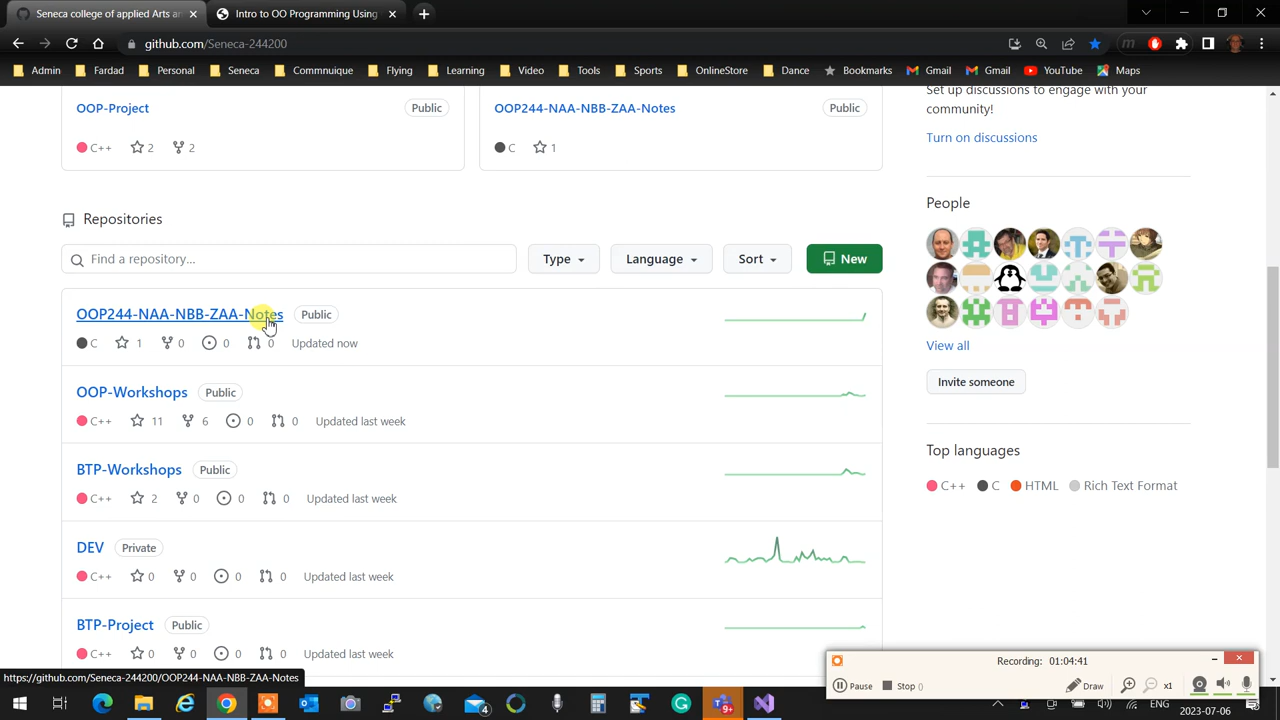 Seneca college of applied Arts an
Intro to OO Programming Using
github.com/Seneca-244200
Admin
Fardad
Personal
Seneca
Commnuique
Flying
Learning
Video
Tools
Sports
OnlineStore
Dance
Bookmarks
Gmail
Gmail
YouTube
Maps
OOP-Project
Public
C++ 2 2
OOP244-NAA-NBB-ZAA-Notes
Public
C 1
Set up discussions to engage with your
community!
Turn on discussions
Repositories
Find a repository...
Type
Language
Sort
New
OOP244-NAA-NBB-ZAA-Notes Public
C 1 0 0 0 Updated now
OOP-Workshops Public
C++ 11 6 0 0 Updated last week
BTP-Workshops Public
C++ 2 0 0 0 Updated last week
DEV Private
C++ 0 0 0 0 Updated last week
BTP-Project Public
C++ 0 0 0 0 Updated last week
People
View all
Invite someone
Top languages
C++ C HTML Rich Text Format
https://github.com/Seneca-244200/OOP244-NAA-NBB-ZAA-Notes
Recording: 01:04:41
Pause
Stop ()
Draw
x1
4
9+
ENG
2023-07-06